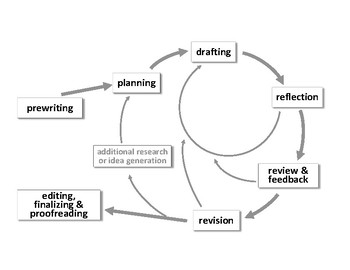 drafting
planning
reflection
prewriting
additional research
or idea generation
review &
feedback
editing,
finalizing &
proofreading
revision